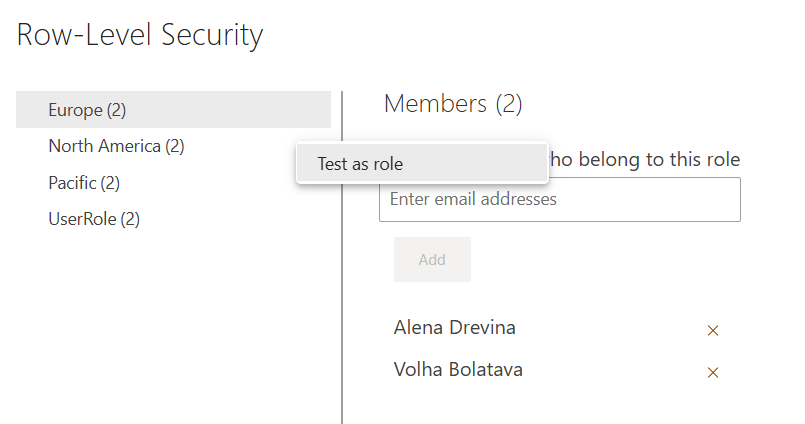 Row-Level Security
Europe (2)
North America (2)
Pacific (2)
UserRole (2)
Members (2)
Test as role
ho belong to this role
Enter email addresses
Add
Alena Drevina
Volha Bolatava